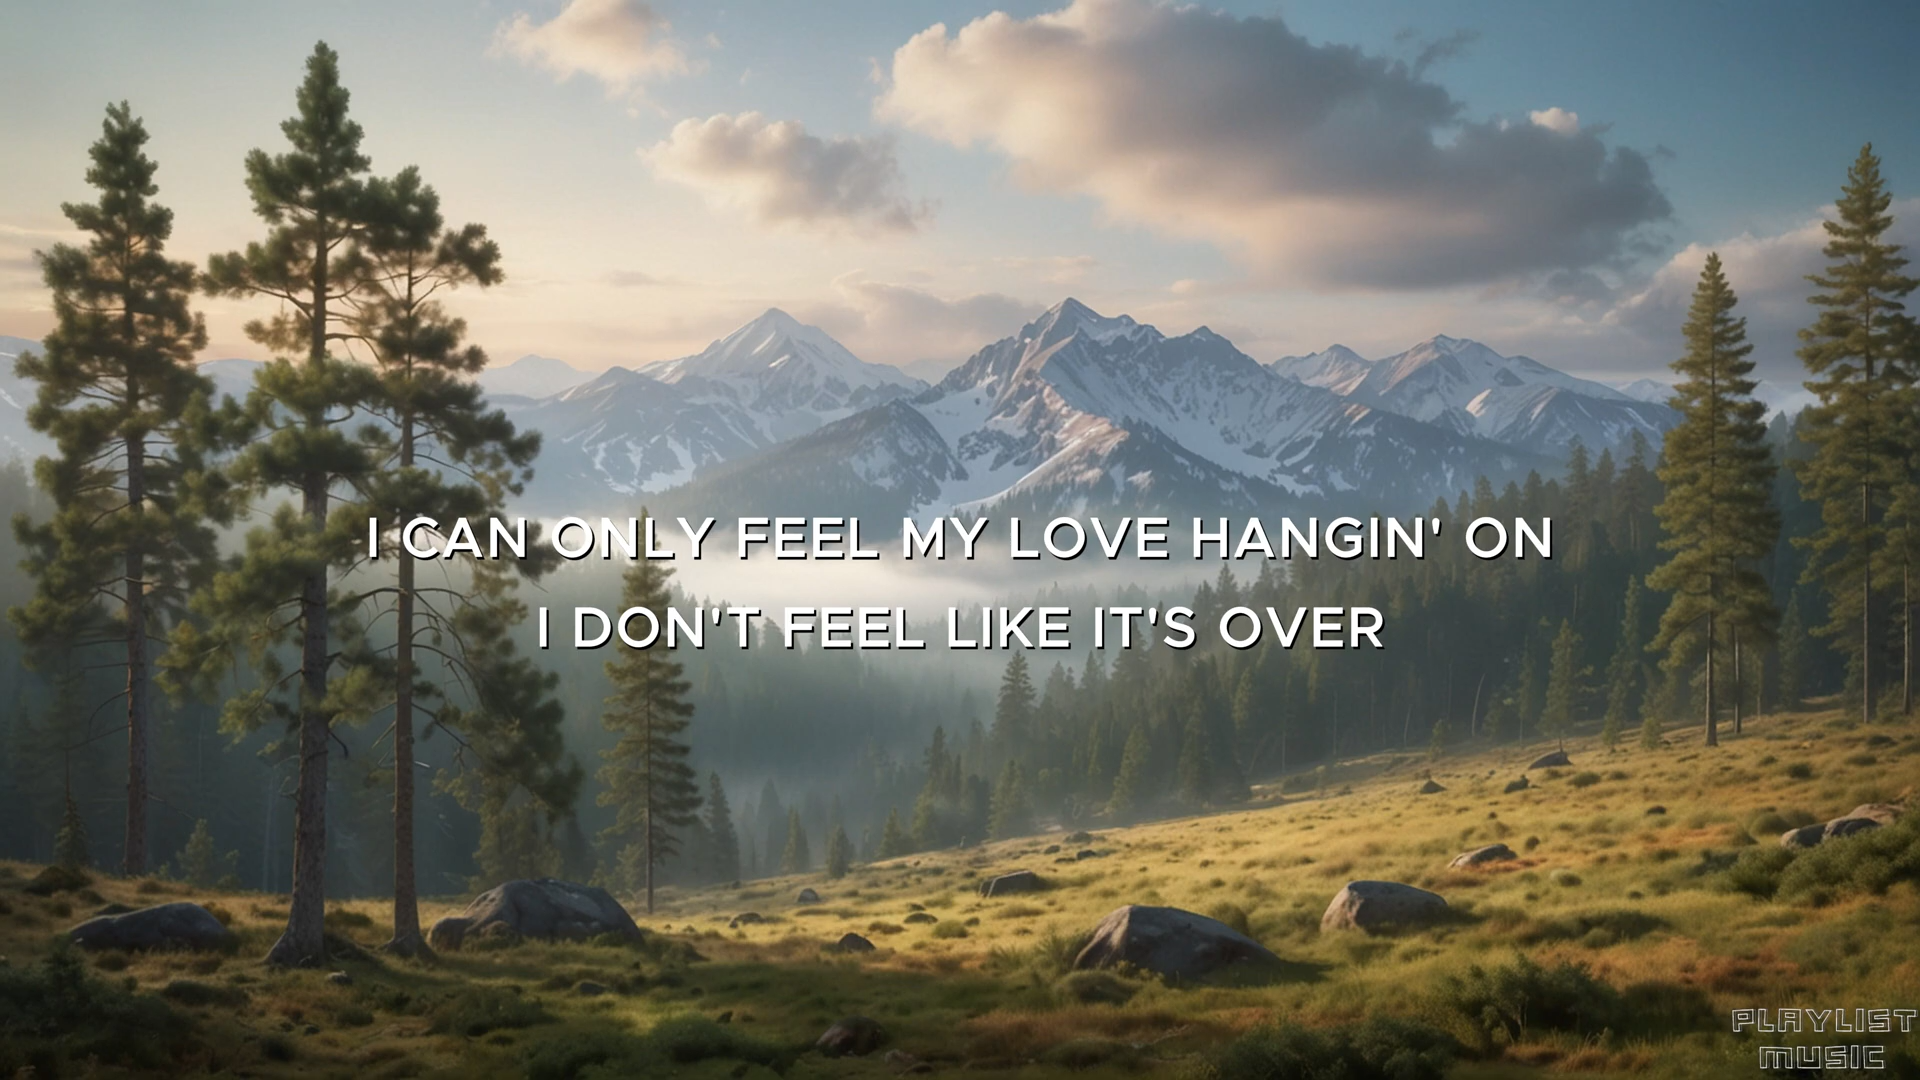 I CAN ONLY FEEL MY LOVE HANGIN' ON
I DON'T FEEL LIKE IT'S OVER
PLAYLIST
MUSIC